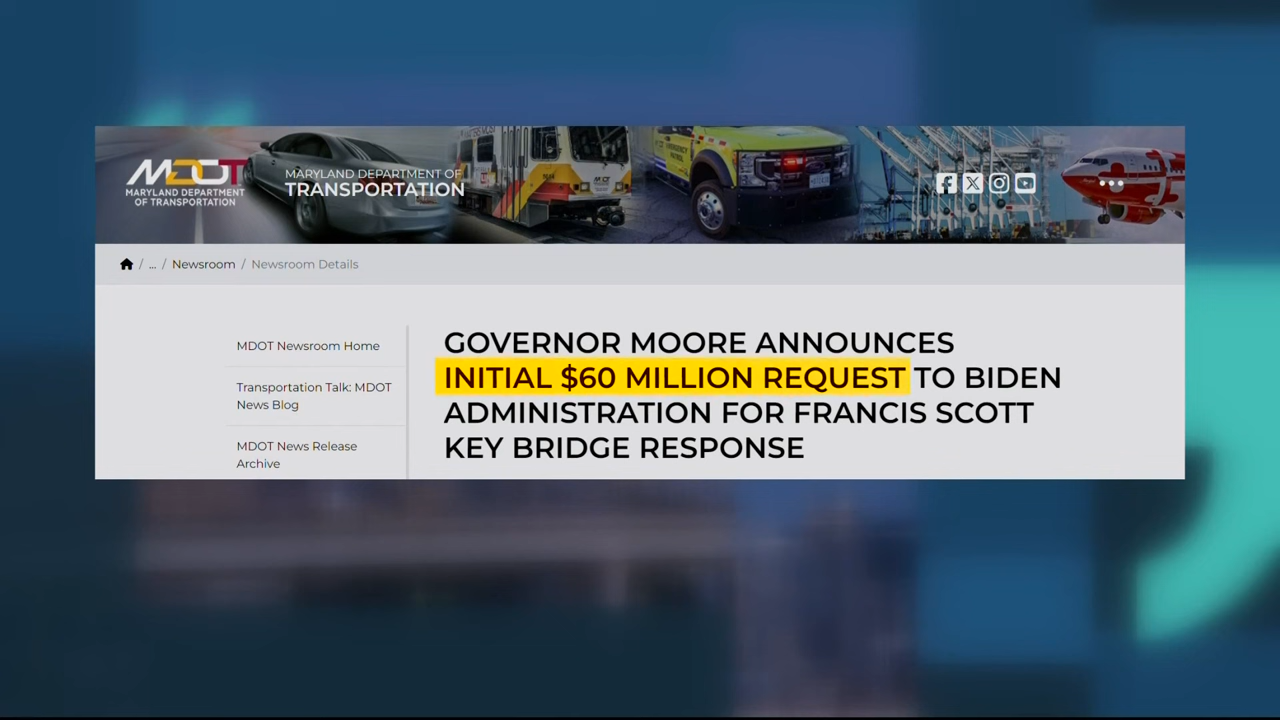 MDOT
MARYLAND DEPARTMENT
OF TRANSPORTATION
MARYLAND DEPARTMENT OF
TRANSPORTATION
/ ... / Newsroom / Newsroom Details
MDOT Newsroom Home
Transportation Talk: MDOT
News Blog
MDOT News Release
Archive
GOVERNOR MOORE ANNOUNCES
INITIAL $60 MILLION REQUEST TO BIDEN
ADMINISTRATION FOR FRANCIS SCOTT
KEY BRIDGE RESPONSE